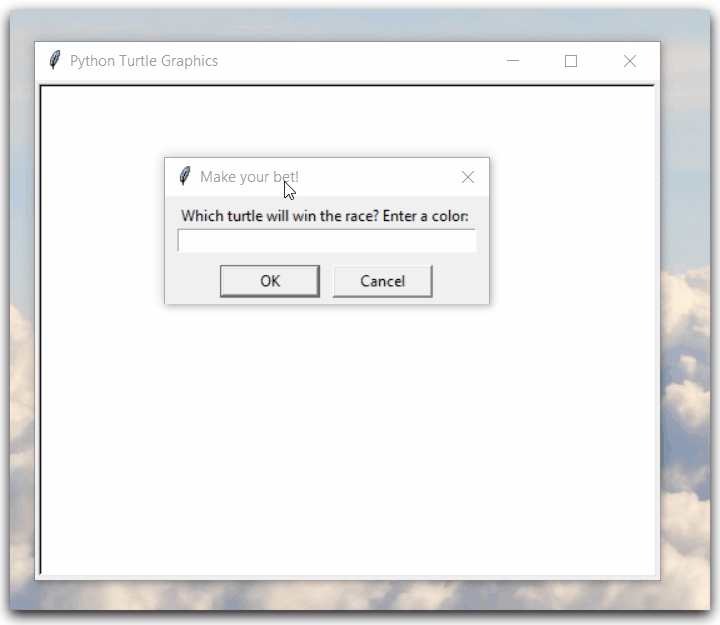 Python Turtle Graphics
Make your bet!
Which turtle will win the race? Enter a color:
OK Cancel